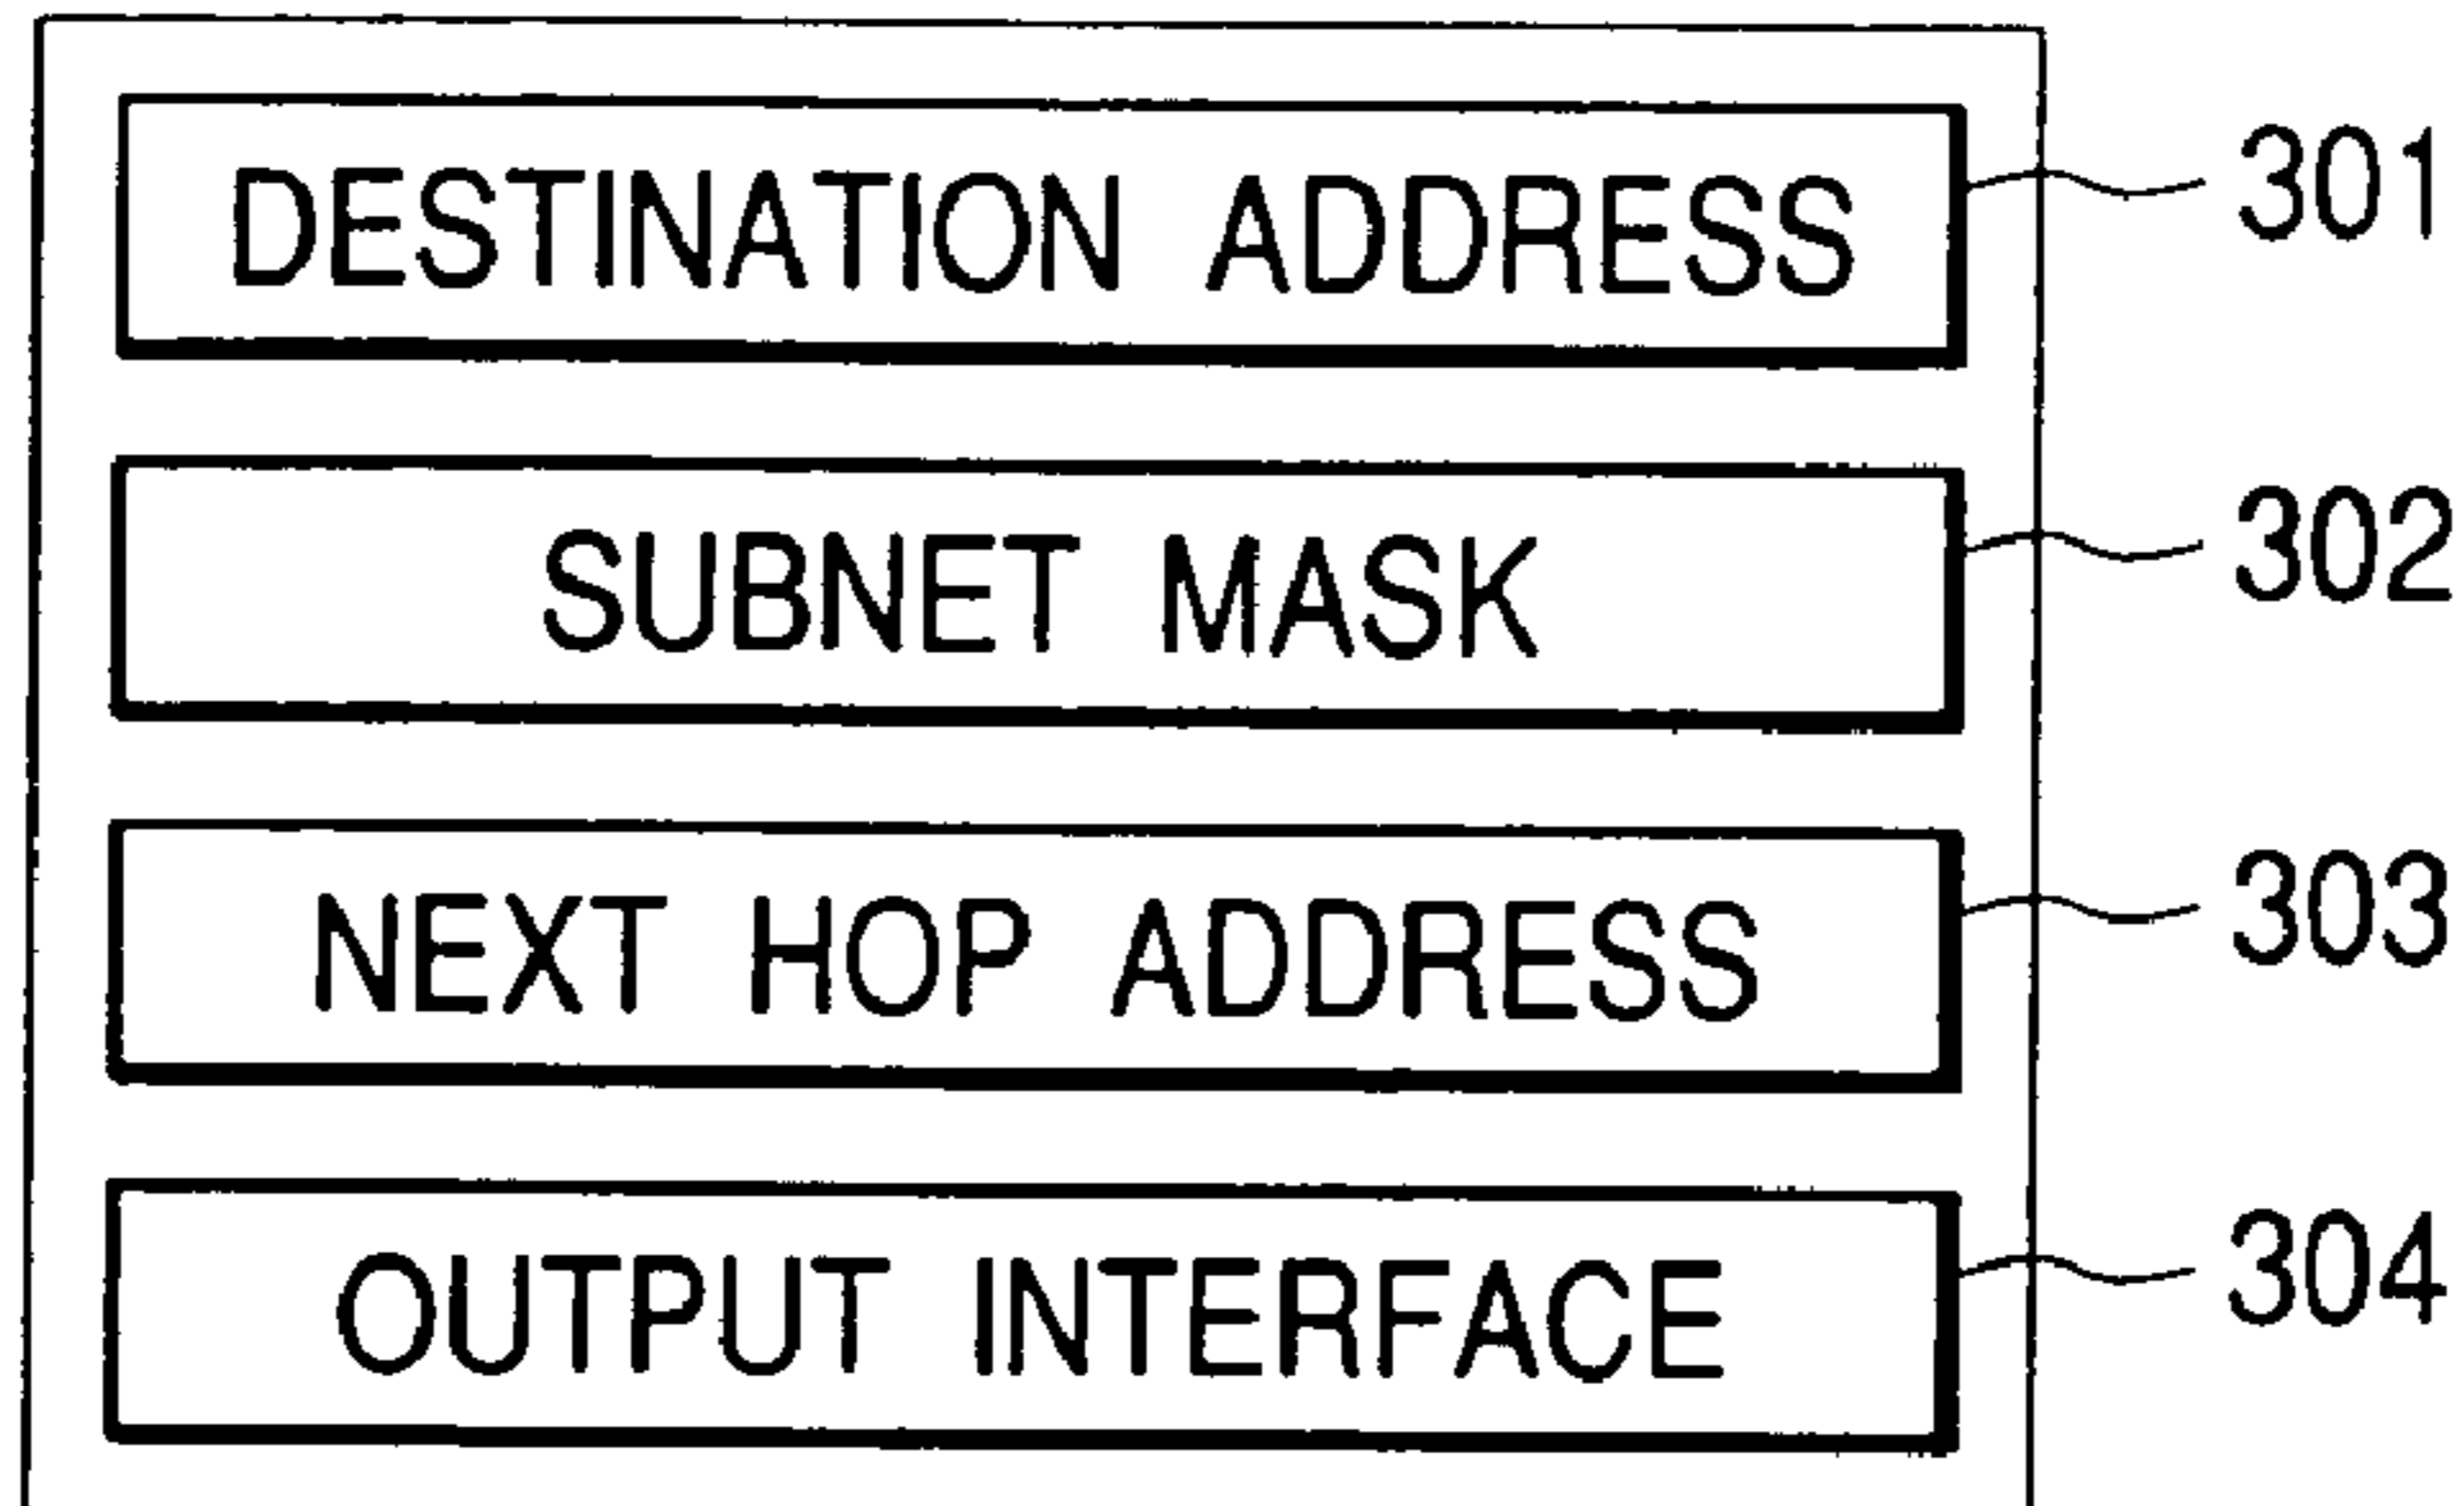 DESTINATION ADDRESS 301
SUBNET MASK 302
NEXT HOP ADDRESS 303
OUTPUT INTERFACE 304